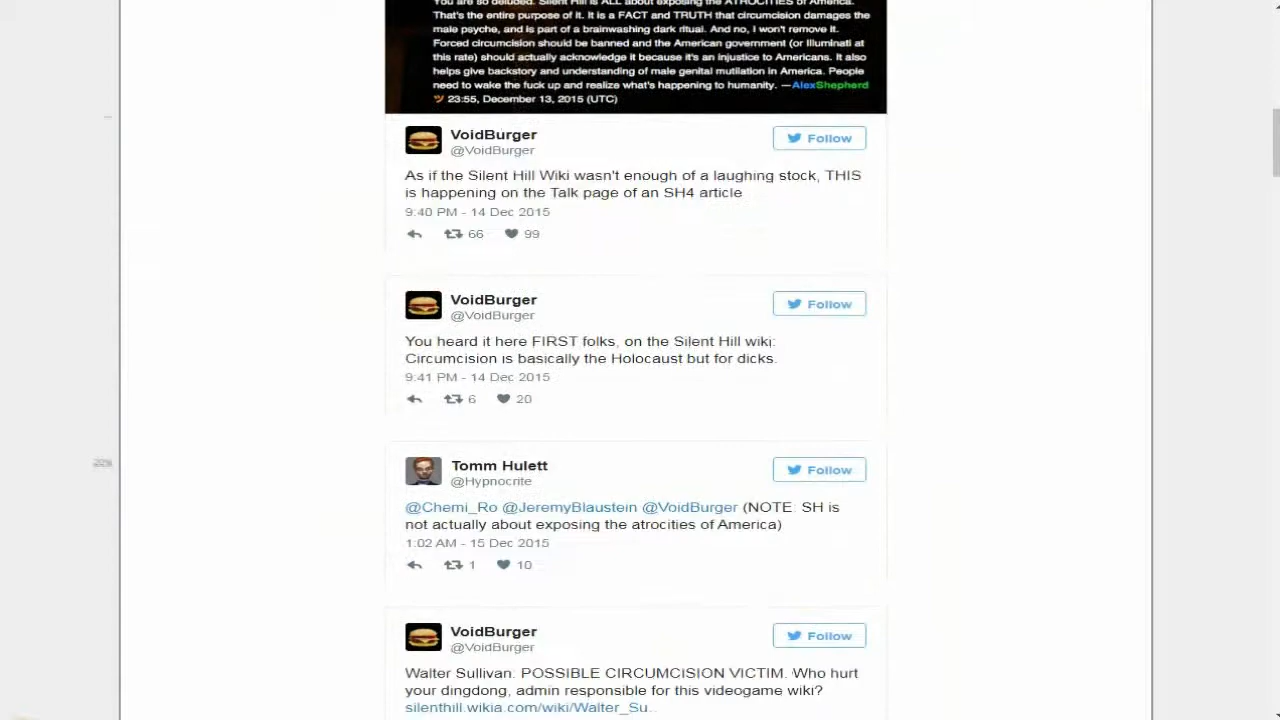 You are so deluded. Silent Hill is ALL about exposing the ATROCITIES of America.
That's the entire purpose of it. It is a FACT and TRUTH that circumcision damages the
male psyche, and is part of a brainwashing dark ritual. And no, I won't remove it.
Forced circumcision should be banned and the American government (or Illuminati at
this rate) should actually acknowledge it because it's an injustice to Americans. It also
helps give backstory and understanding of male genital mutilation in America. People
need to wake the fuck up and realize what's happening to humanity. —AlexShepherd
ツ 23:55, December 13, 2015 (UTC)
VoidBurger
Follow
@VoidBurger
As if the Silent Hill Wiki wasn't enough of a laughing stock, THIS
is happening on the Talk page of an SH4 article
9:40 PM - 14 Dec 2015
66 99
VoidBurger
Follow
@VoidBurger
You heard it here FIRST folks, on the Silent Hill wiki:
Circumcision is basically the Holocaust but for dicks.
9:41 PM - 14 Dec 2015
6 20
Tomm Hulett
Follow
@Hypnocrite
@Chemi_Ro @JeremyBlaustein @VoidBurger (NOTE: SH is
not actually about exposing the atrocities of America)
1:02 AM - 15 Dec 2015
1 10
VoidBurger
Follow
@VoidBurger
Walter Sullivan: POSSIBLE CIRCUMCISION VICTIM. Who hurt
your dingdong, admin responsible for this videogame wiki?
silenthill.wikia.com/wiki/Walter_Su...